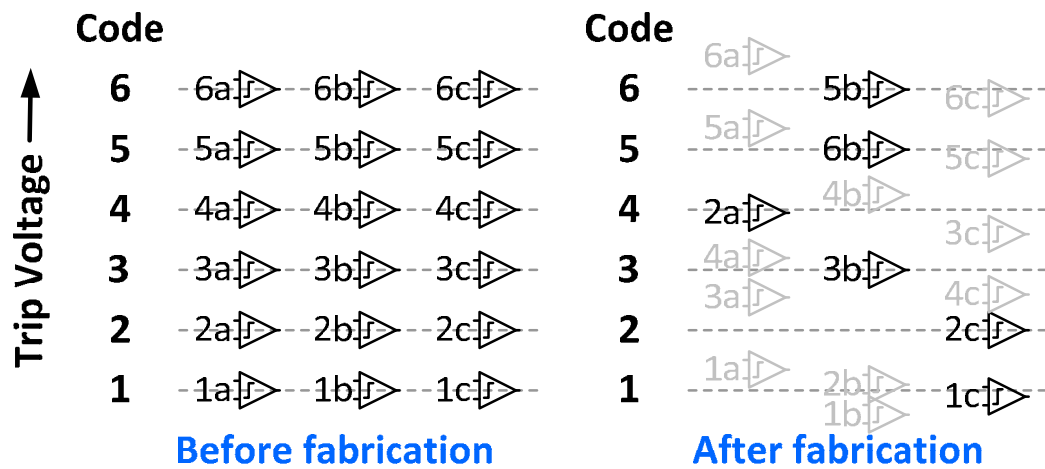 Code
Code
6a
6
6a
6b
6c
6
5b
6c
5
5a
5b
5c
5
5a
6b
5c
4
4a
4b
4c
4
2a
4b
3c
3
3a
3b
3c
3
4a
3b
3a
4c
2
2a
2b
2c
2
2c
1
1a
1b
1c
1
1a
2b
1b
1c
Trip Voltage
Before fabrication
After fabrication